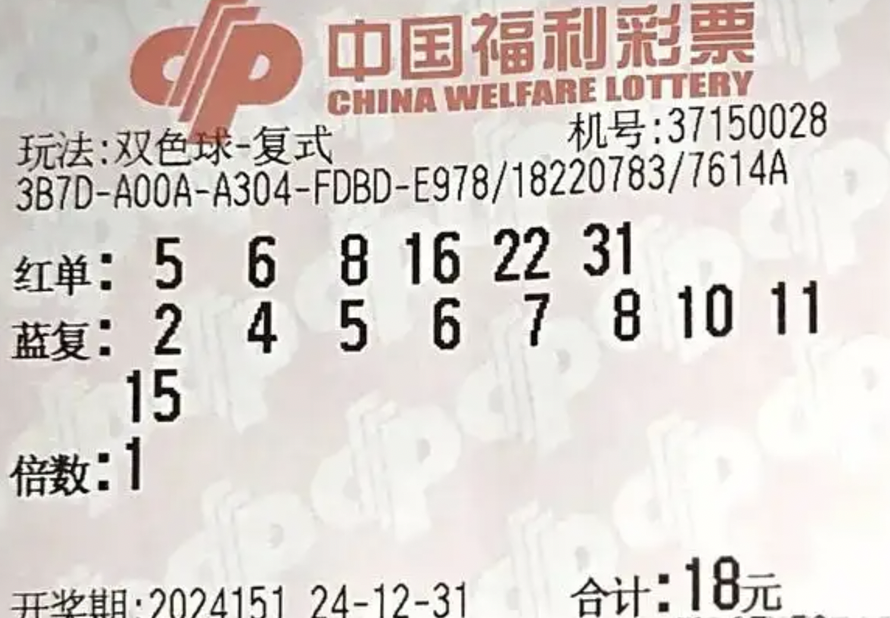 中国福利彩票
CHINA WELFARE LOTTERY
玩法:双色球-复式 机号:37150028
3B7D-A00A-A304-FDBD-E978/18220783/7614A
红单: 5 6 8 16 22 31
蓝复: 2 4 5 6 7 8 10 11
15
倍数:1
开奖期:2024151 24-12-31 合计:18元